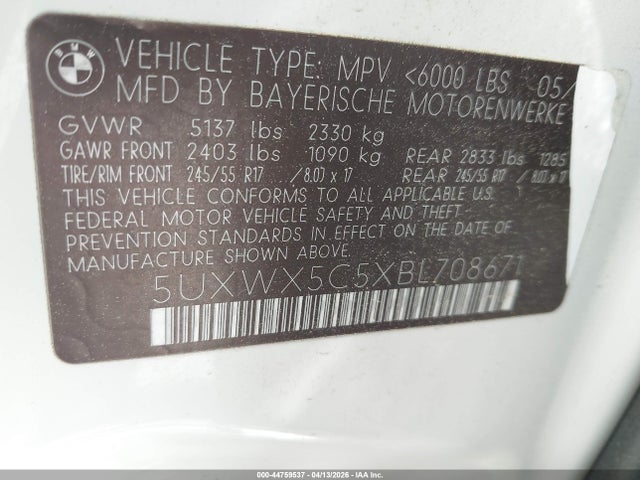 BMW
VEHICLE TYPE: MPV <6000 LBS 05/
MFD BY BAYERISCHE MOTORENWERKE
GVWR 5137 lbs 2330 kg
GAWR FRONT 2403 lbs 1090 kg REAR 2833 lbs 1285
TIRE/RIM FRONT 245/55 R17 / 8.0J x 17 REAR 245/55 R17 / 8.0J x 17
THIS VEHICLE CONFORMS TO ALL APPLICABLE U.S.
FEDERAL MOTOR VEHICLE SAFETY AND THEFT
PREVENTION STANDARDS IN EFFECT ON THE DATE OF
MANUFACTURE SHOWN ABOVE.
5UXWX5C5XBL708671
000-44759537 - 04/13/2026 - IAA Inc.